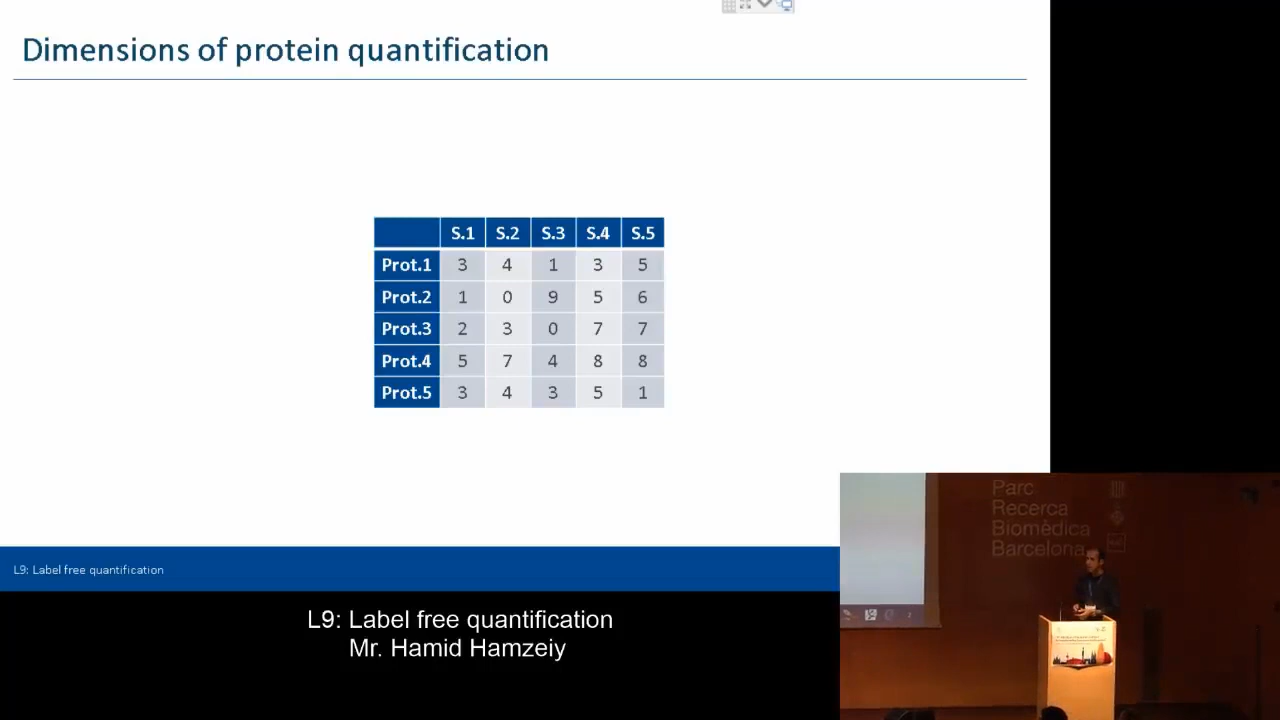 Dimensions of protein quantification
S.1 S.2 S.3 S.4 S.5
Prot.1 3 4 1 3 5
Prot.2 1 0 9 5 6
Prot.3 2 3 0 7 7
Prot.4 5 7 4 8 8
Prot.5 3 4 3 5 1
L9: Label free quantification
L9: Label free quantification
Mr. Hamid Hamzeiy
Parc
Recerca
Biomèdica
Barcelona